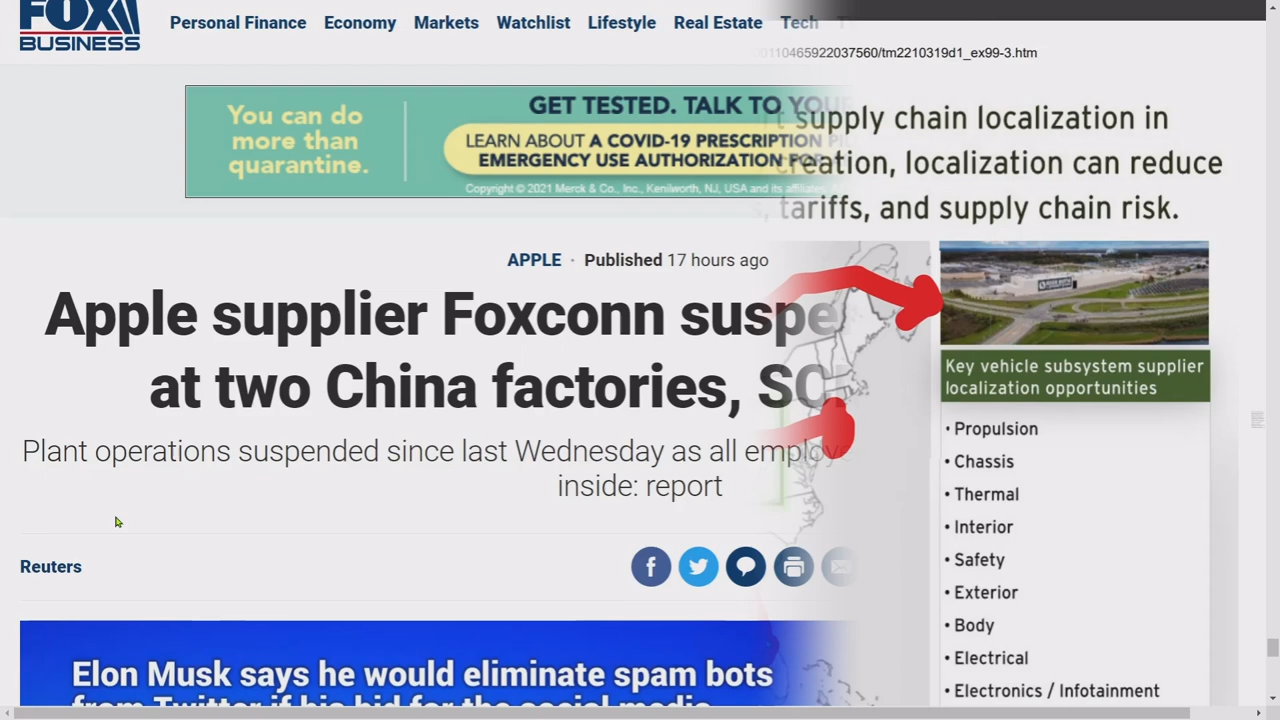 FOX
BUSINESS
Personal Finance Economy Markets Watchlist Lifestyle Real Estate Tech
0110465922037560/tm2210319d1_ex99-3.htm
You can do
more than
quarantine.
GET TESTED. TALK TO YOU
LEARN ABOUT A COVID-19 PRESCRIPTION
EMERGENCY USE AUTHORIZATION FOR
Copyright © 2021 Merck & Co., Inc., Kenilworth, NJ, USA and its affiliates.
supply chain localization in
creation, localization can reduce
tariffs, and supply chain risk.
APPLE · Published 17 hours ago
Apple supplier Foxconn suspe
at two China factories, SC
Plant operations suspended since last Wednesday as all employ
inside: report
Reuters
Elon Musk says he would eliminate spam bots
from Twitter if his bid for the social media
Key vehicle subsystem supplier
localization opportunities
• Propulsion
• Chassis
• Thermal
• Interior
• Safety
• Exterior
• Body
• Electrical
• Electronics / Infotainment